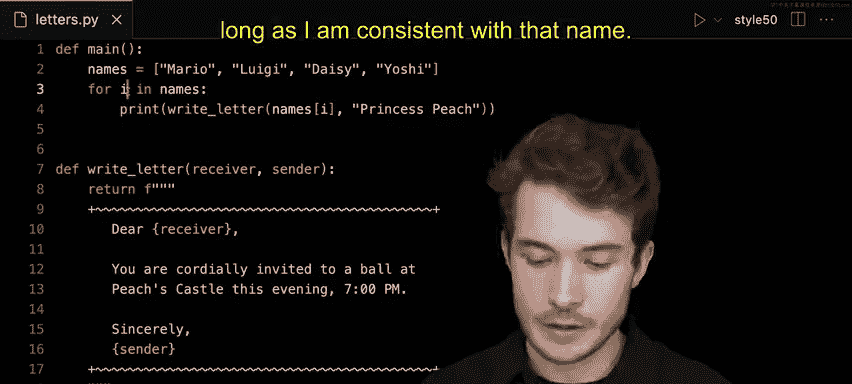 letters.py
style50
long as I am consistent with that name.
1 def main():
2 names = ["Mario", "Luigi", "Daisy", "Yoshi"]
3 for i in names:
4 print(write_letter(names[i], "Princess Peach"))
5
6
7 def write_letter(receiver, sender):
8 return f"""
9 +~~~~~~~~~~~~~~~~~~~~~~~~~~~~~~~~~~~~~~~~~+
10 Dear {receiver},
11
12 You are cordially invited to a ball at
13 Peach's Castle this evening, 7:00 PM.
14
15 Sincerely,
16 {sender}
17 +~~~~~~~~~~~~~~~~~~~~~~~~~~~~~~~~~~~~~~~~~+